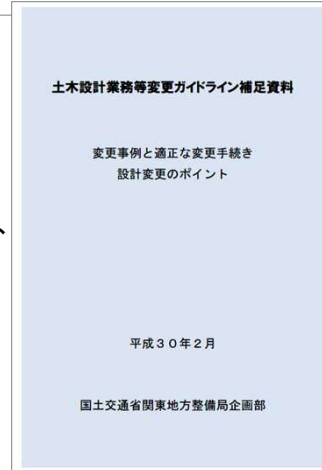 土木設計業務等変更ガイドライン補足資料
変更事例と適正な変更手続き
設計変更のポイント
平成３０年２月
国土交通省関東地方整備局企画部